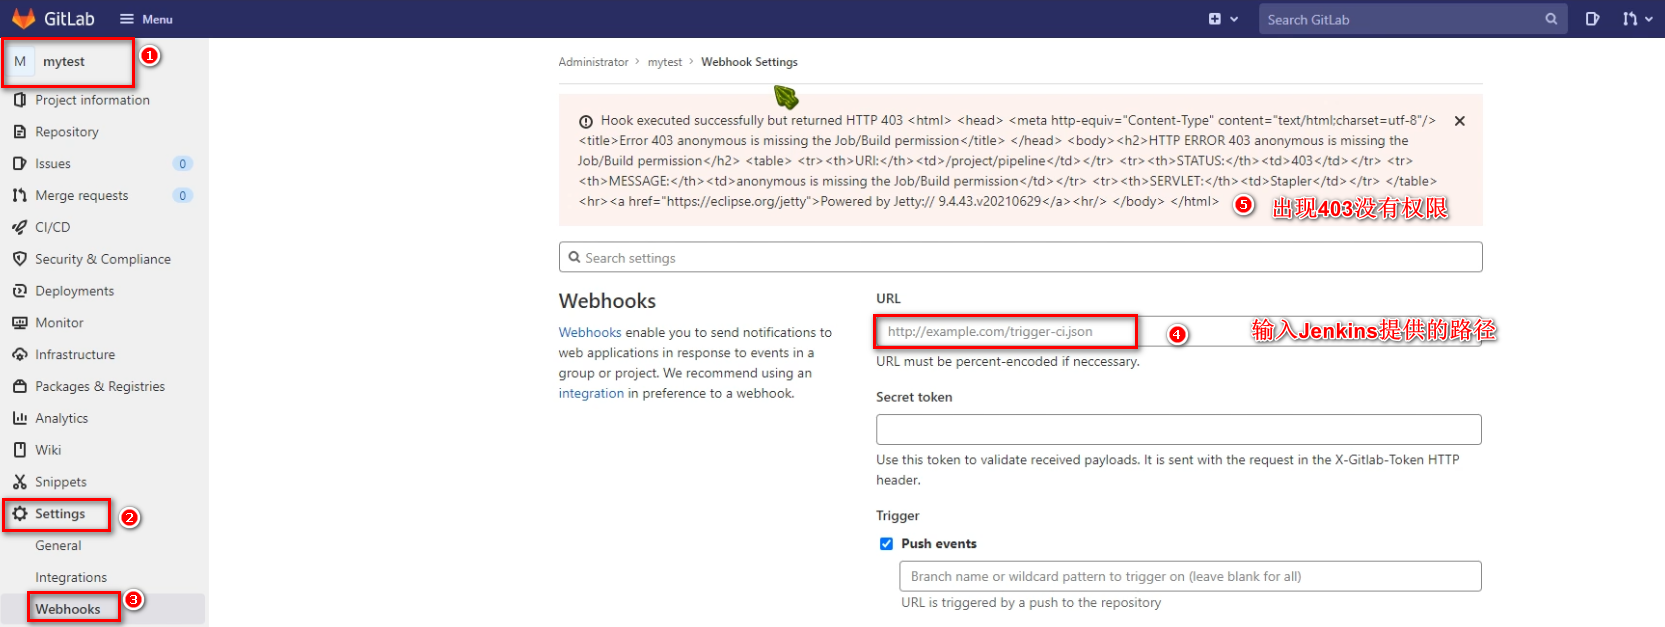 GitLab
Menu
Search GitLab
M mytest
1
Project information
Repository
Issues 0
Merge requests 0
CI/CD
Security & Compliance
Deployments
Monitor
Infrastructure
Packages & Registries
Analytics
Wiki
Snippets
Settings
2
General
Integrations
Webhooks
3
Administrator > mytest > Webhook Settings
Hook executed successfully but returned HTTP 403 <html> <head> <meta http-equiv="Content-Type" content="text/html;charset=utf-8"/>
<title>Error 403 anonymous is missing the Job/Build permission</title> </head> <body><h2>HTTP ERROR 403 anonymous is missing the
Job/Build permission</h2> <table> <tr><th>URI:</th><td>/project/pipeline</td></tr> <tr><th>STATUS:</th><td>403</td></tr> <tr>
<th>MESSAGE:</th><td>anonymous is missing the Job/Build permission</td></tr> <tr><th>SERVLET:</th><td>Stapler</td></tr> </table>
<hr><a href="https://eclipse.org/jetty">Powered by Jetty:// 9.4.43.v20210629</a><hr/> </body> </html>
5 出现403没有权限
Search settings
Webhooks
Webhooks enable you to send notifications to
web applications in response to events in a
group or project. We recommend using an
integration in preference to a webhook.
URL
http://example.com/trigger-ci.json
4 输入Jenkins提供的路径
URL must be percent-encoded if neccessary.
Secret token
Use this token to validate received payloads. It is sent with the request in the X-Gitlab-Token HTTP
header.
Trigger
Push events
Branch name or wildcard pattern to trigger on (leave blank for all)
URL is triggered by a push to the repository